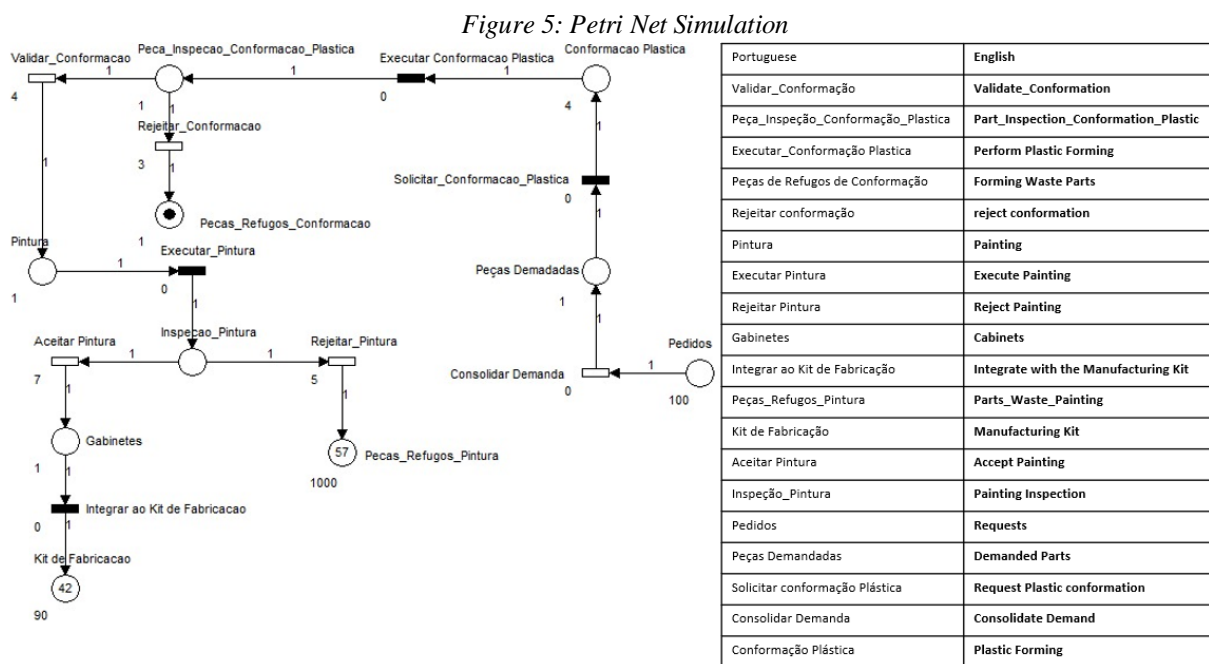 Figure 5: Petri Net Simulation
Validar_Conformacao
4
1
Peca_Inspecao_Conformacao_Plastica
1
1
1
Executar Conformacao Plastica
0
1
Conformacao Plastica
4
1
Rejeitar_Conformacao
3
1
Solicitar_Conformacao_Plastica
0
1
1
Pecas_Refugos_Conformacao
1
Pintura
1
1
Executar_Pintura
0
1
Peças Demadadas
1
1
Inspecao_Pintura
Aceitar Pintura
7
1
1
1
Rejeitar_Pintura
5
1
Consolidar Demanda
0
1
Pedidos
100
Gabinetes
1
1
57
Pecas_Refugos_Pintura
1000
Integrar ao Kit de Fabricacao
0
1
Kit de Fabricacao
42
90
Portuguese English
Validar_Conformação Validate_Conformation
Peça_Inspeção_Conformação_Plastica Part_Inspection_Conformation_Plastic
Executar_Conformação Plastica Perform Plastic Forming
Peças de Refugos de Conformação Forming Waste Parts
Rejeitar conformação reject conformation
Pintura Painting
Executar Pintura Execute Painting
Rejeitar Pintura Reject Painting
Gabinetes Cabinets
Integrar ao Kit de Fabricação Integrate with the Manufacturing Kit
Peças_Refugos_Pintura Parts_Waste_Painting
Kit de Fabricação Manufacturing Kit
Aceitar Pintura Accept Painting
Inspeção_Pintura Painting Inspection
Pedidos Requests
Peças Demandadas Demanded Parts
Solicitar conformação Plástica Request Plastic conformation
Consolidar Demanda Consolidate Demand
Conformação Plástica Plastic Forming